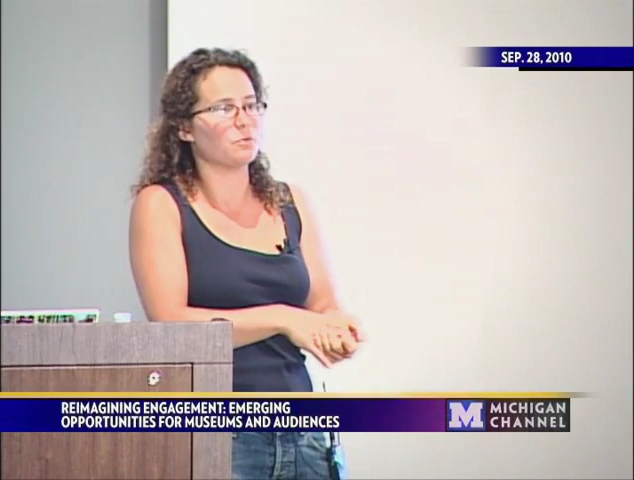 SEP. 28, 2010
REIMAGINING ENGAGEMENT: EMERGING
OPPORTUNITIES FOR MUSEUMS AND AUDIENCES
M MICHIGAN
CHANNEL